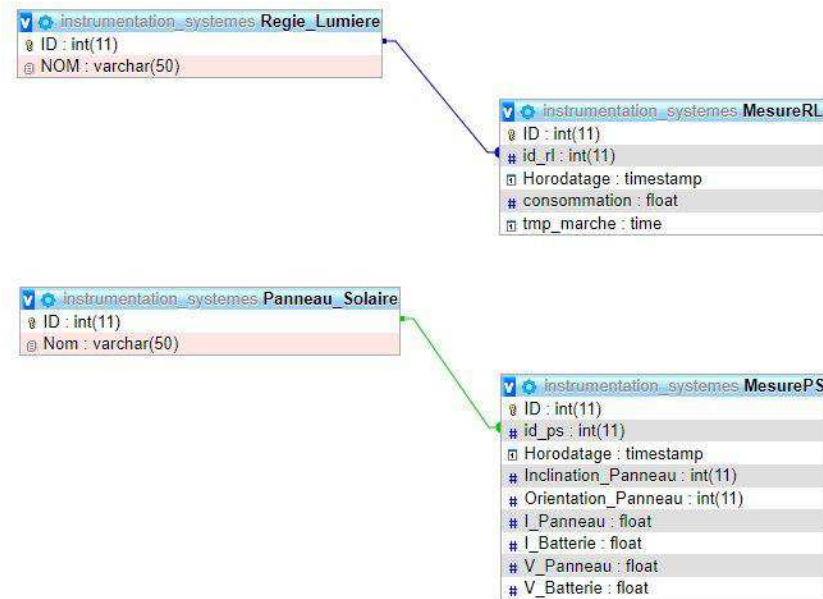 instrumentation_systemes Regie_Lumiere
ID : int(11)
NOM : varchar(50)
instrumentation_systemes MesureRL
ID : int(11)
# id_rl : int(11)
Horodatage : timestamp
# consommation : float
tmp_marche : time
instrumentation_systemes Panneau_Solaire
ID : int(11)
Nom : varchar(50)
instrumentation_systemes MesurePS
ID : int(11)
# id_ps : int(11)
Horodatage : timestamp
# Inclination_Panneau : int(11)
# Orientation_Panneau : int(11)
# I_Panneau : float
# I_Batterie : float
# V_Panneau : float
# V_Batterie : float